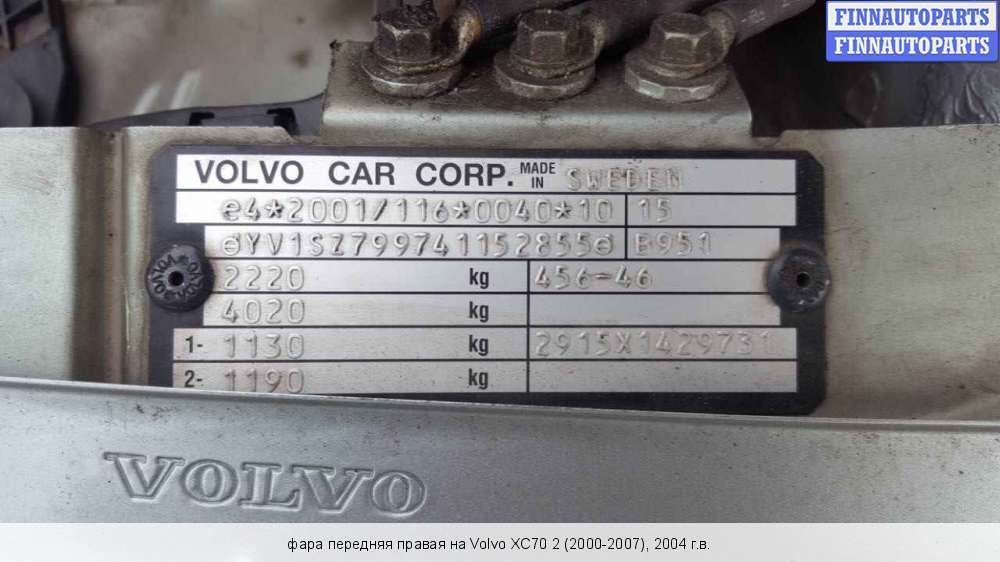 FINNAUTOPARTS
FINNAUTOPARTS
VOLVO CAR CORP. MADE IN SWEDEN
e4*2001/116*0040*10 15
YV1SZ799741152855 B951
2220 kg 456-46
4020 kg
1- 1130 kg 2915X1429731
2- 1190 kg
VOLVO
фара передняя правая на Volvo XC70 2 (2000-2007), 2004 г.в.